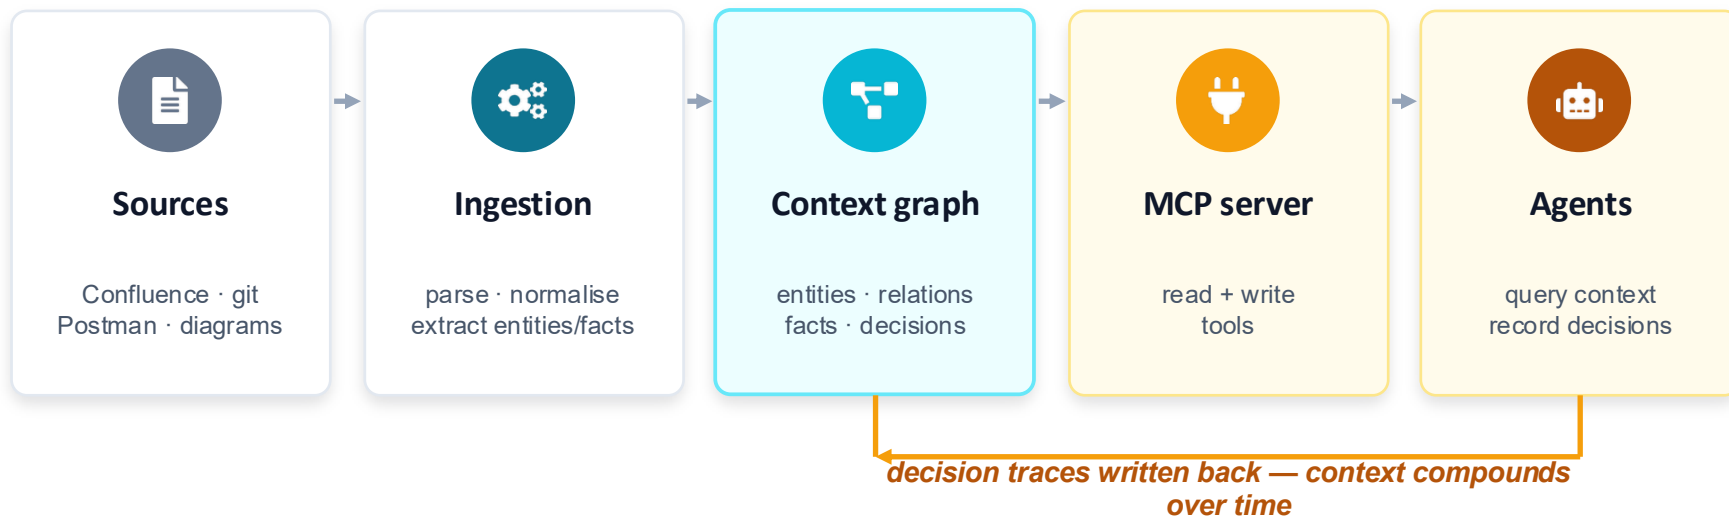 Sources
Confluence · git
Postman · diagrams
Ingestion
parse · normalise
extract entities/facts
Context graph
entities · relations
facts · decisions
MCP server
read + write
tools
Agents
query context
record decisions
decision traces written back — context compounds
over time